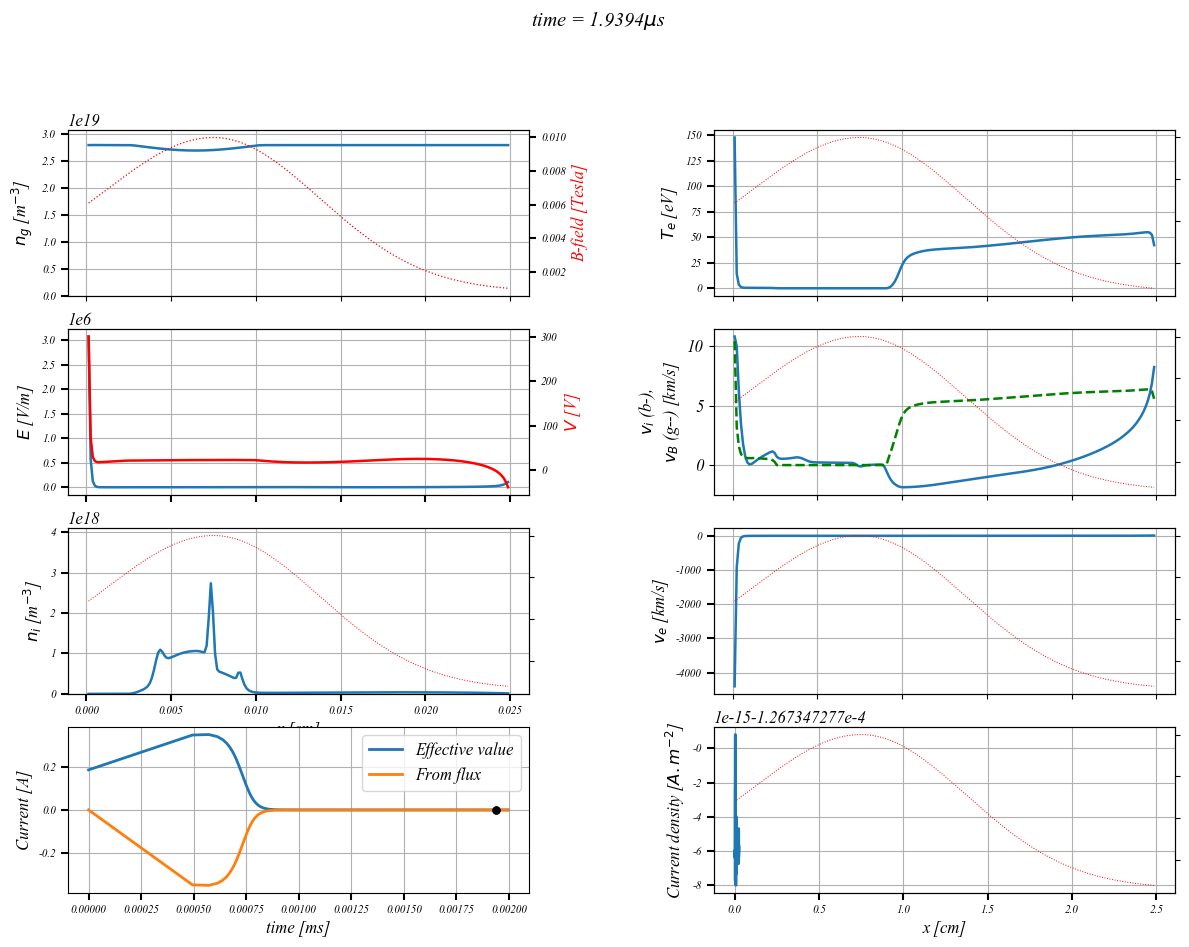 time = 1.9394μs
1e19
3.0
2.5
2.0
1.5
1.0
0.5
0.0
n_g [m^{-3}]
0.010
0.008
0.006
0.004
0.002
B-field [Tesla]
150
125
100
75
50
25
0
T_e [eV]
1e6
3.0
2.5
2.0
1.5
1.0
0.5
0.0
E [V/m]
300
200
100
0
V [V]
10
5
0
v_i (b-),
v_B (g--) [km/s]
1e18
4
3
2
1
0
n_i [m^{-3}]
0.000 0.005 0.010 0.015 0.020 0.025
0
-1000
-2000
-3000
-4000
v_e [km/s]
Effective value
From flux
0.2
0.0
-0.2
Current [A]
0.00000 0.00025 0.00050 0.00075 0.00100 0.00125 0.00150 0.00175 0.00200
time [ms]
1e-15-1.267347277e-4
-0
-2
-4
-6
-8
Current density [A.m^{-2}]
0.0 0.5 1.0 1.5 2.0 2.5
x [cm]